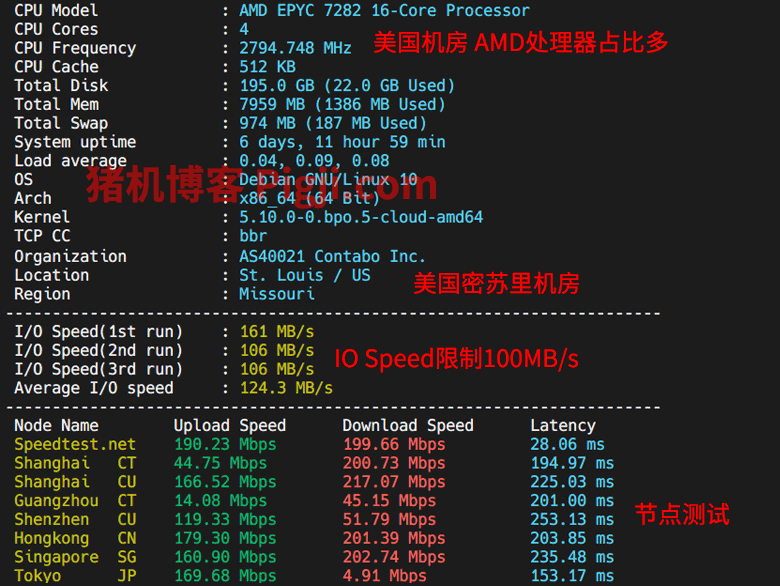 CPU Model : AMD EPYC 7282 16-Core Processor
CPU Cores : 4
CPU Frequency : 2794.748 MHz
美国机房 AMD处理器占比多
CPU Cache : 512 KB
Total Disk : 195.0 GB (22.0 GB Used)
Total Mem : 7959 MB (1386 MB Used)
Total Swap : 974 MB (187 MB Used)
System uptime : 6 days, 11 hour 59 min
Load average : 0.04, 0.09, 0.08
OS : Debian GNU/Linux 10
猪机博客 Pigji.com
Arch : x86_64 (64 Bit)
Kernel : 5.10.0-0.bpo.5-cloud-amd64
TCP CC : bbr
Organization : AS40021 Contabo Inc.
Location : St. Louis / US
美国密苏里机房
Region : Missouri
----------------------------------------------------------------------
I/O Speed(1st run) : 161 MB/s
I/O Speed(2nd run) : 106 MB/s
IO Speed限制100MB/s
I/O Speed(3rd run) : 106 MB/s
Average I/O speed : 124.3 MB/s
----------------------------------------------------------------------
Node Name Upload Speed Download Speed Latency
Speedtest.net 190.23 Mbps 199.66 Mbps 28.06 ms
Shanghai CT 44.75 Mbps 200.73 Mbps 194.97 ms
Shanghai CU 166.52 Mbps 217.07 Mbps 225.03 ms
Guangzhou CT 14.08 Mbps 45.15 Mbps 201.00 ms
Shenzhen CU 119.33 Mbps 51.79 Mbps 253.13 ms
节点测试
Hongkong CN 179.30 Mbps 201.39 Mbps 203.85 ms
Singapore SG 160.90 Mbps 202.74 Mbps 235.48 ms
Tokyo JP 169.68 Mbps 4.91 Mbps 153.17 ms